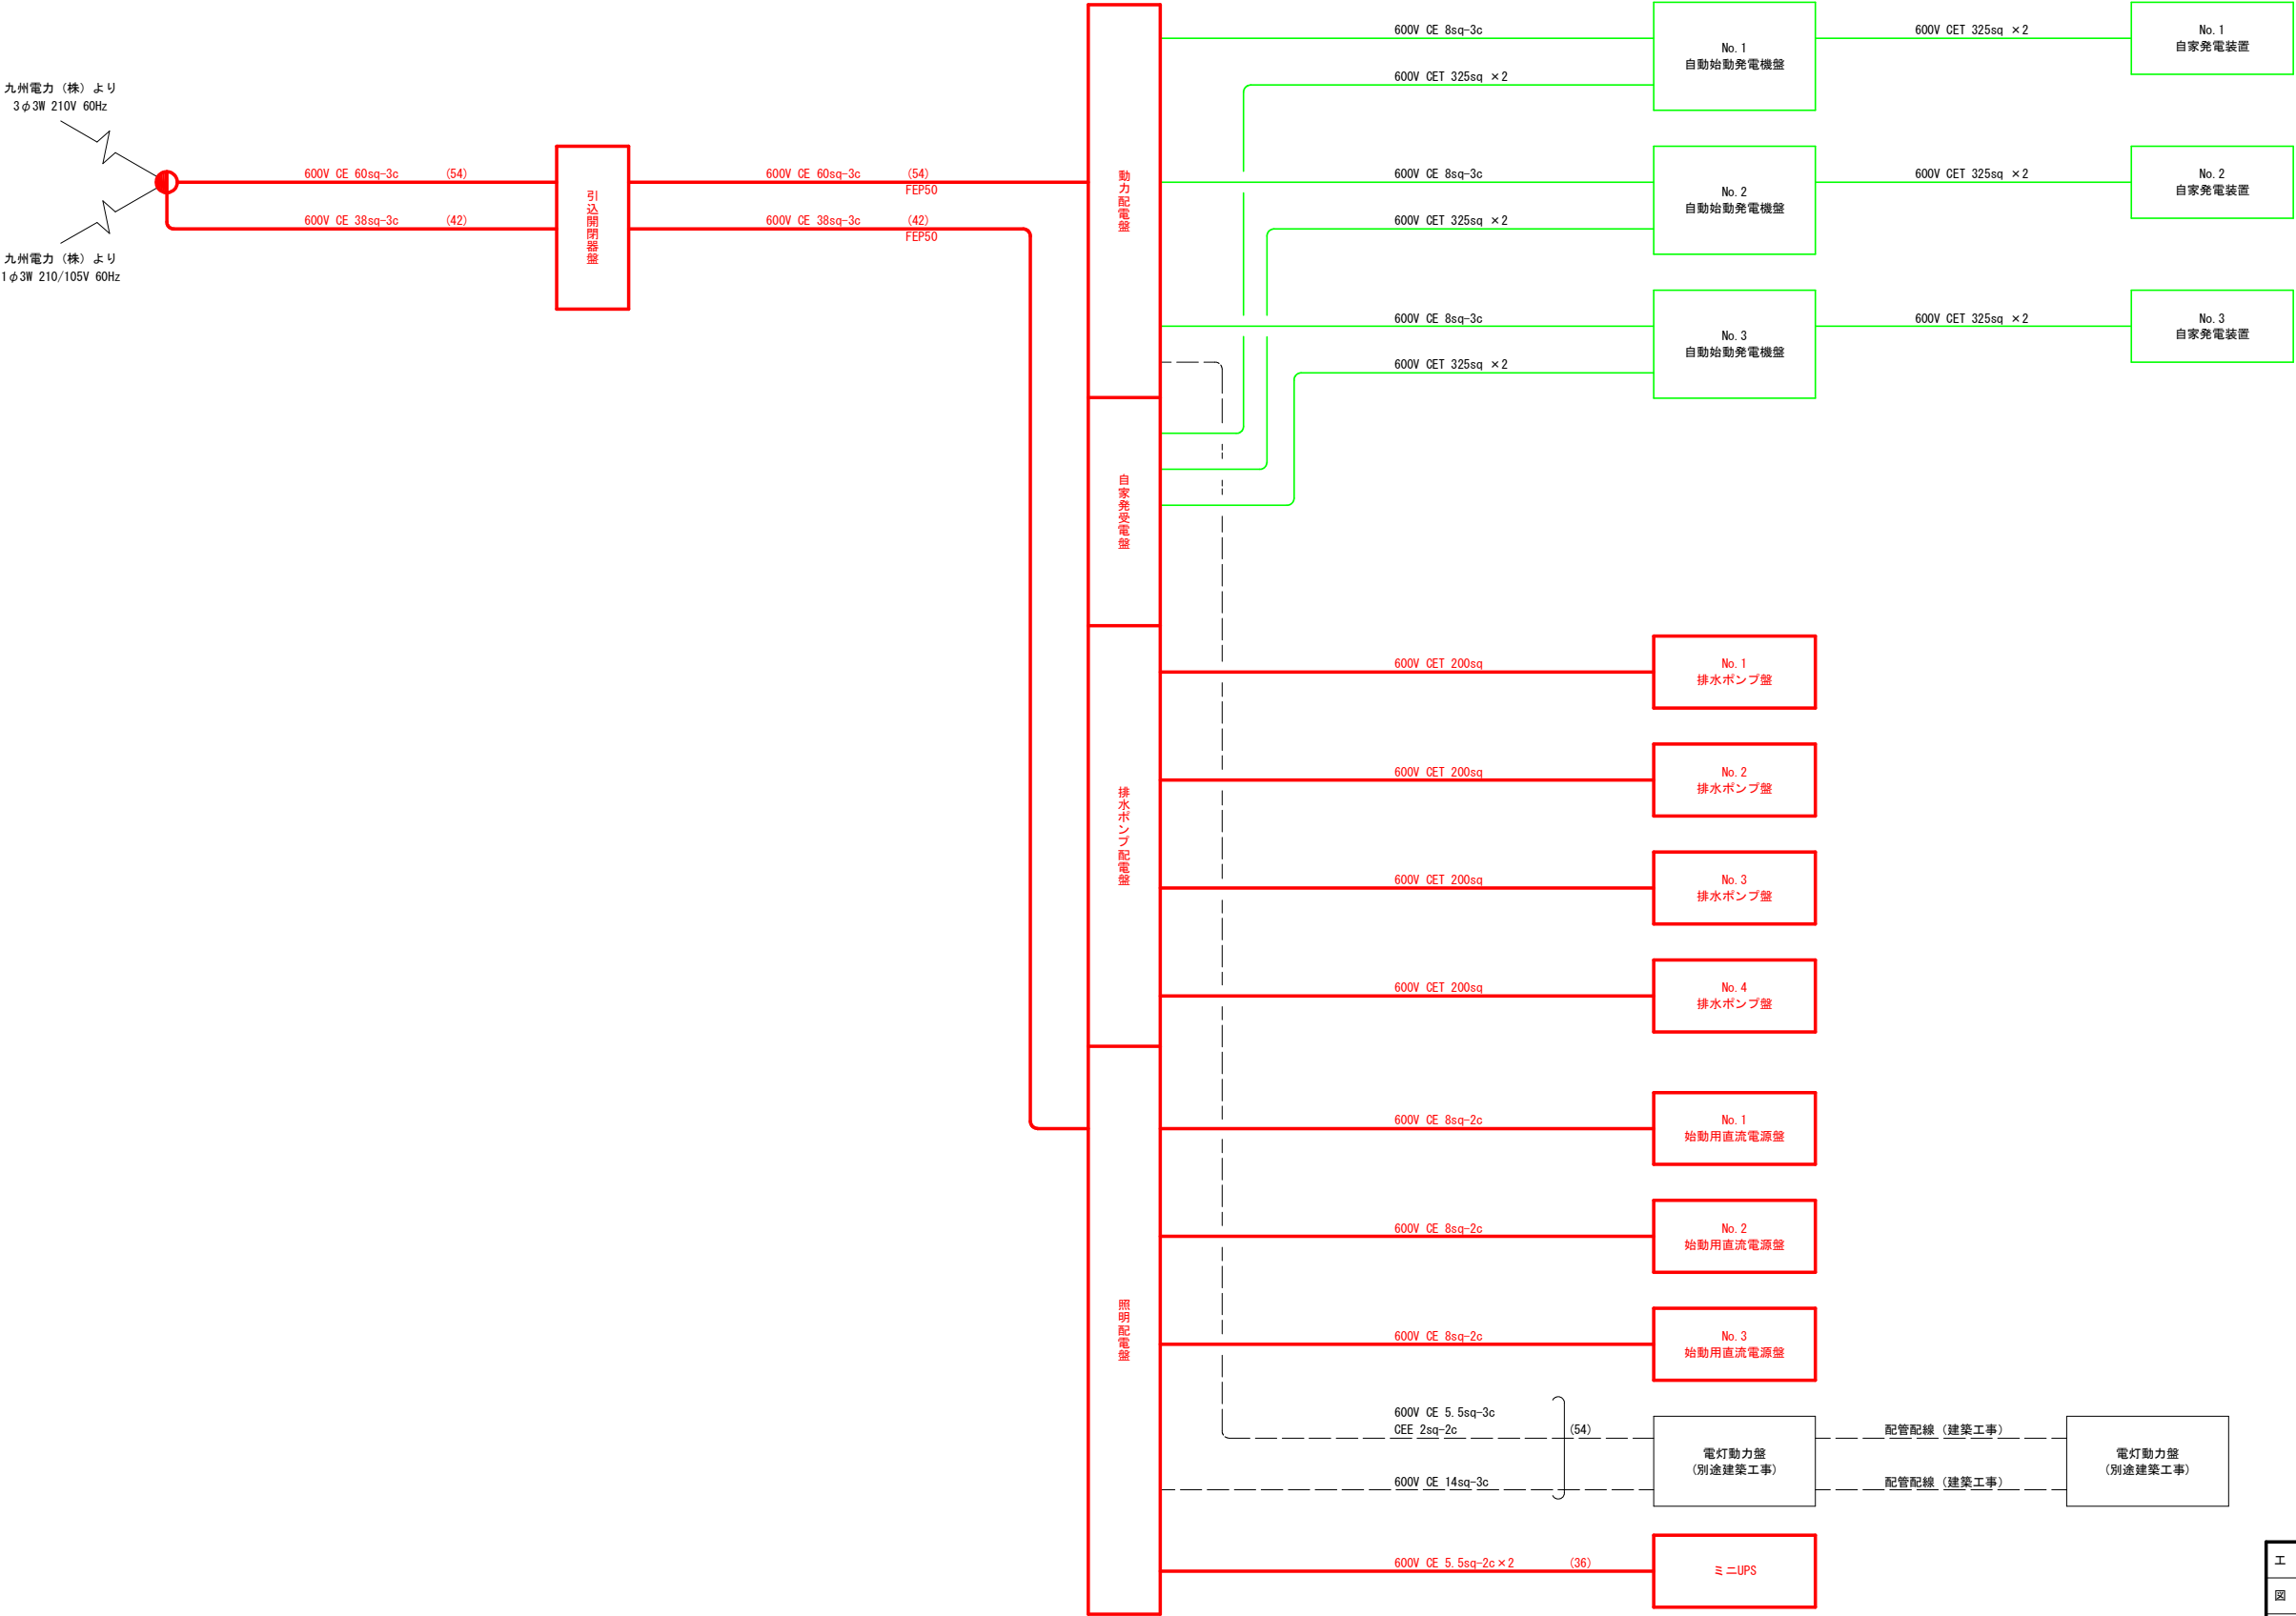 九州電力（株）より
3φ3W 210V 60Hz
九州電力（株）より
1φ3W 210/105V 60Hz
600V CE 60sq-3c (54)
600V CE 38sq-3c (42)
引込開閉器盤
600V CE 60sq-3c (54)
FEP50
600V CE 38sq-3c (42)
FEP50
動力配電盤
自家発受電盤
排水ポンプ配電盤
照明配電盤
600V CE 8sq-3c
600V CET 325sq ×2
No.1
自動始動発電機盤
600V CET 325sq ×2
No.1
自家発電装置
600V CE 8sq-3c
600V CET 325sq ×2
No.2
自動始動発電機盤
600V CET 325sq ×2
No.2
自家発電装置
600V CE 8sq-3c
600V CET 325sq ×2
No.3
自動始動発電機盤
600V CET 325sq ×2
No.3
自家発電装置
600V CET 200sq
No.1
排水ポンプ盤
600V CET 200sq
No.2
排水ポンプ盤
600V CET 200sq
No.3
排水ポンプ盤
600V CET 200sq
No.4
排水ポンプ盤
600V CE 8sq-2c
No.1
始動用直流電源盤
600V CE 8sq-2c
No.2
始動用直流電源盤
600V CE 8sq-2c
No.3
始動用直流電源盤
600V CE 5.5sq-3c
CEE 2sq-2c
(54)
600V CE 14sq-3c
電灯動力盤
(別途建築工事)
配管配線（建築工事）
配管配線（建築工事）
電灯動力盤
(別途建築工事)
600V CE 5.5sq-2c×2 (36)
ミニUPS
工
図